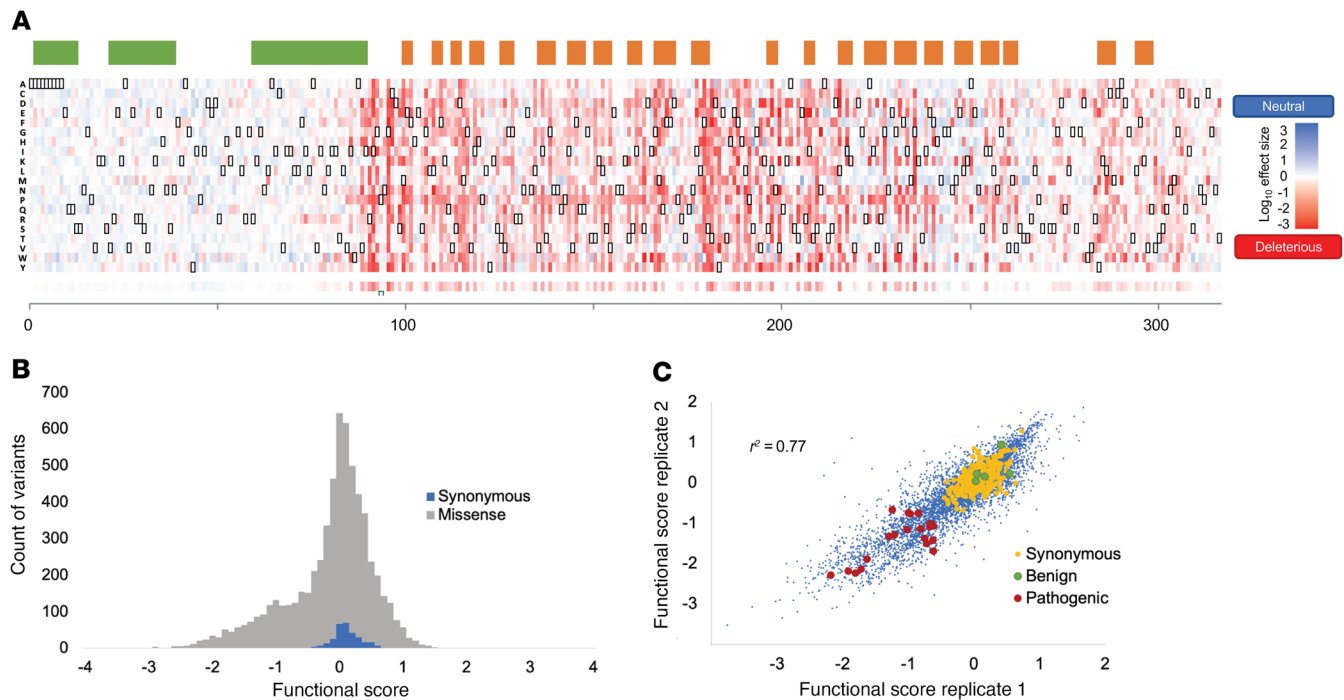 A
A
C
D
E
F
G
H
I
K
L
M
N
P
Q
R
S
T
V
W
Y
0
100
200
300
Neutral
3
2
1
0
-1
-2
-3
Log10 effect size
Deleterious
B
700
600
500
400
300
200
100
0
Count of variants
-4 -3 -2 -1 0 1 2 3 4
Functional score
Synonymous
Missense
C
2
1
0
-1
-2
-3
Functional score replicate 2
r² = 0.77
Synonymous
Benign
Pathogenic
-3 -2 -1 0 1 2
Functional score replicate 1